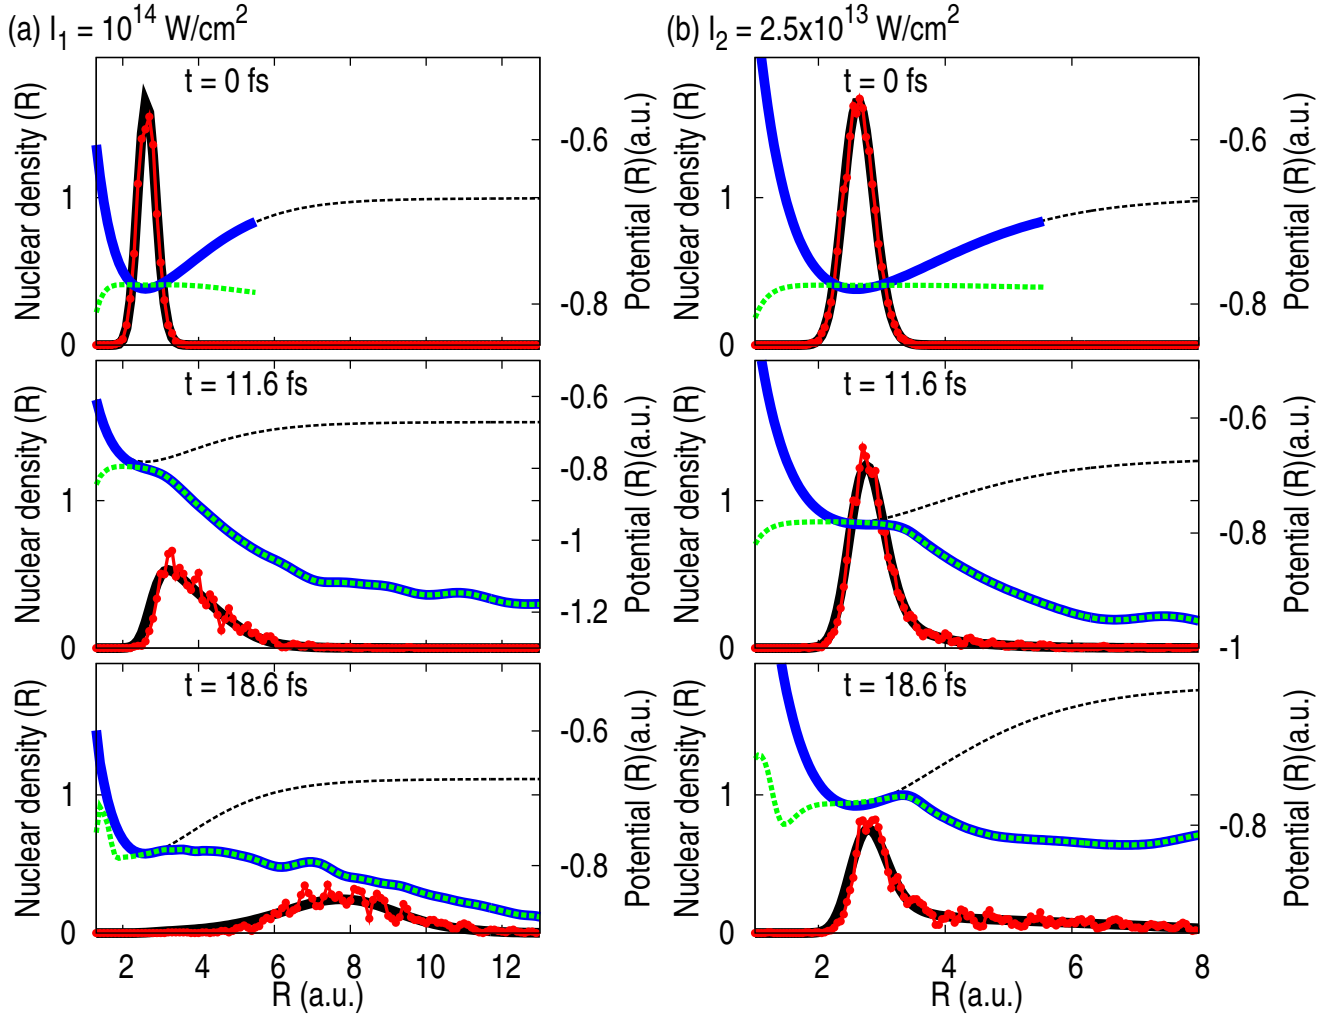 (a) I1 = 10^14 W/cm^2
(b) I2 = 2.5x10^13 W/cm^2
t = 0 fs
Nuclear density (R)
1
0
-0.6
-0.8
Potential (R)(a.u.)
t = 0 fs
Nuclear density (R)
1
0
-0.6
-0.8
Potential (R)(a.u.)
t = 11.6 fs
Nuclear density (R)
1
0
-0.6
-0.8
-1
-1.2
Potential (R)(a.u.)
t = 11.6 fs
Nuclear density (R)
1
0
-0.6
-0.8
-1
Potential (R)(a.u.)
t = 18.6 fs
Nuclear density (R)
1
0
-0.6
-0.8
Potential (R)(a.u.)
2 4 6 8 10 12
R (a.u.)
t = 18.6 fs
Nuclear density (R)
1
0
-0.8
Potential (R)(a.u.)
2 4 6 8
R (a.u.)